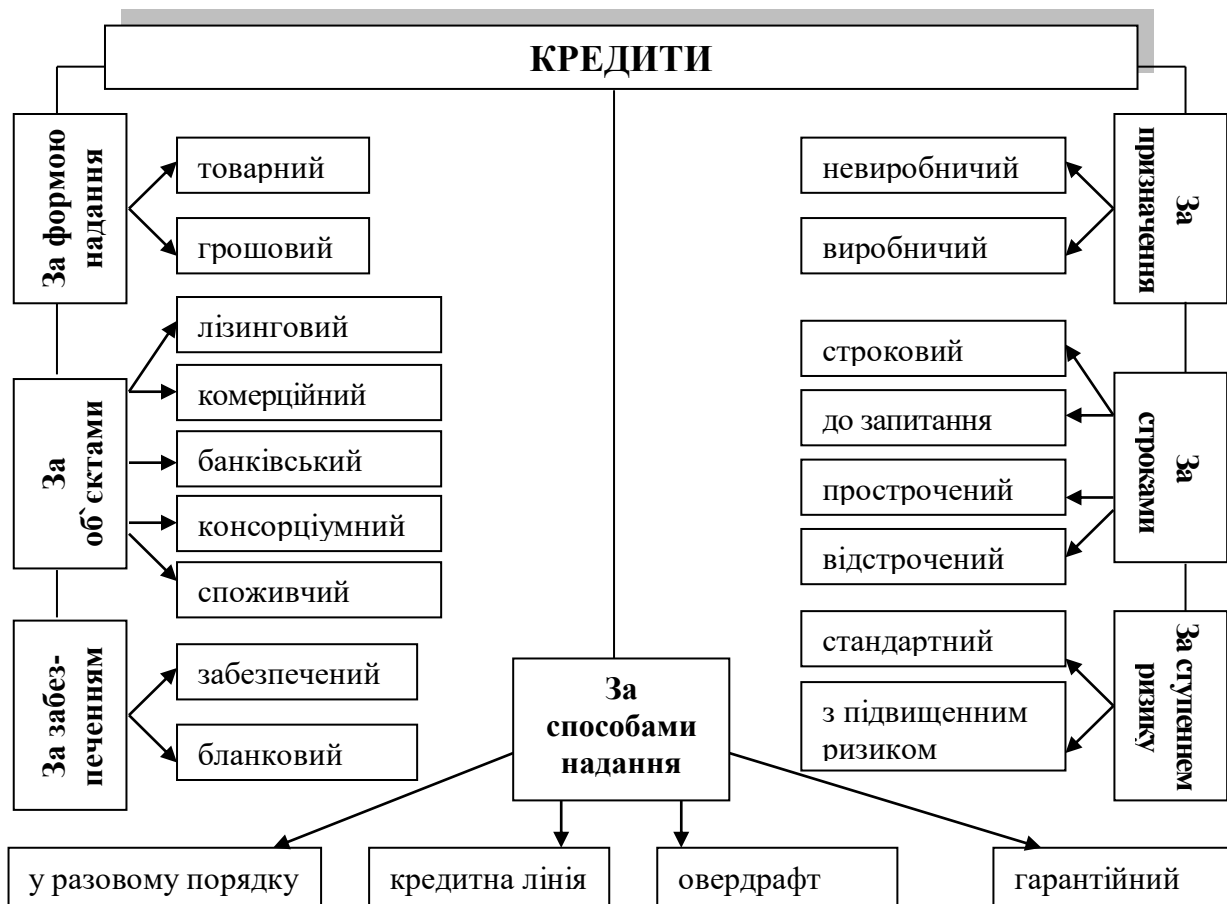 КРЕДИТИ
За формою
надання
товарний
грошовий
За
об`єктами
лізинговий
комерційний
банківський
консорціумний
споживчий
За забез-
печенням
забезпечений
бланковий
За
способами
надання
у разовому порядку
кредитна лінія
овердрафт
гарантійний
За
призначення
невиробничий
виробничий
За
строками
строковий
до запитання
прострочений
відстрочений
За ступеннем
ризику
стандартний
з підвищенним
ризиком